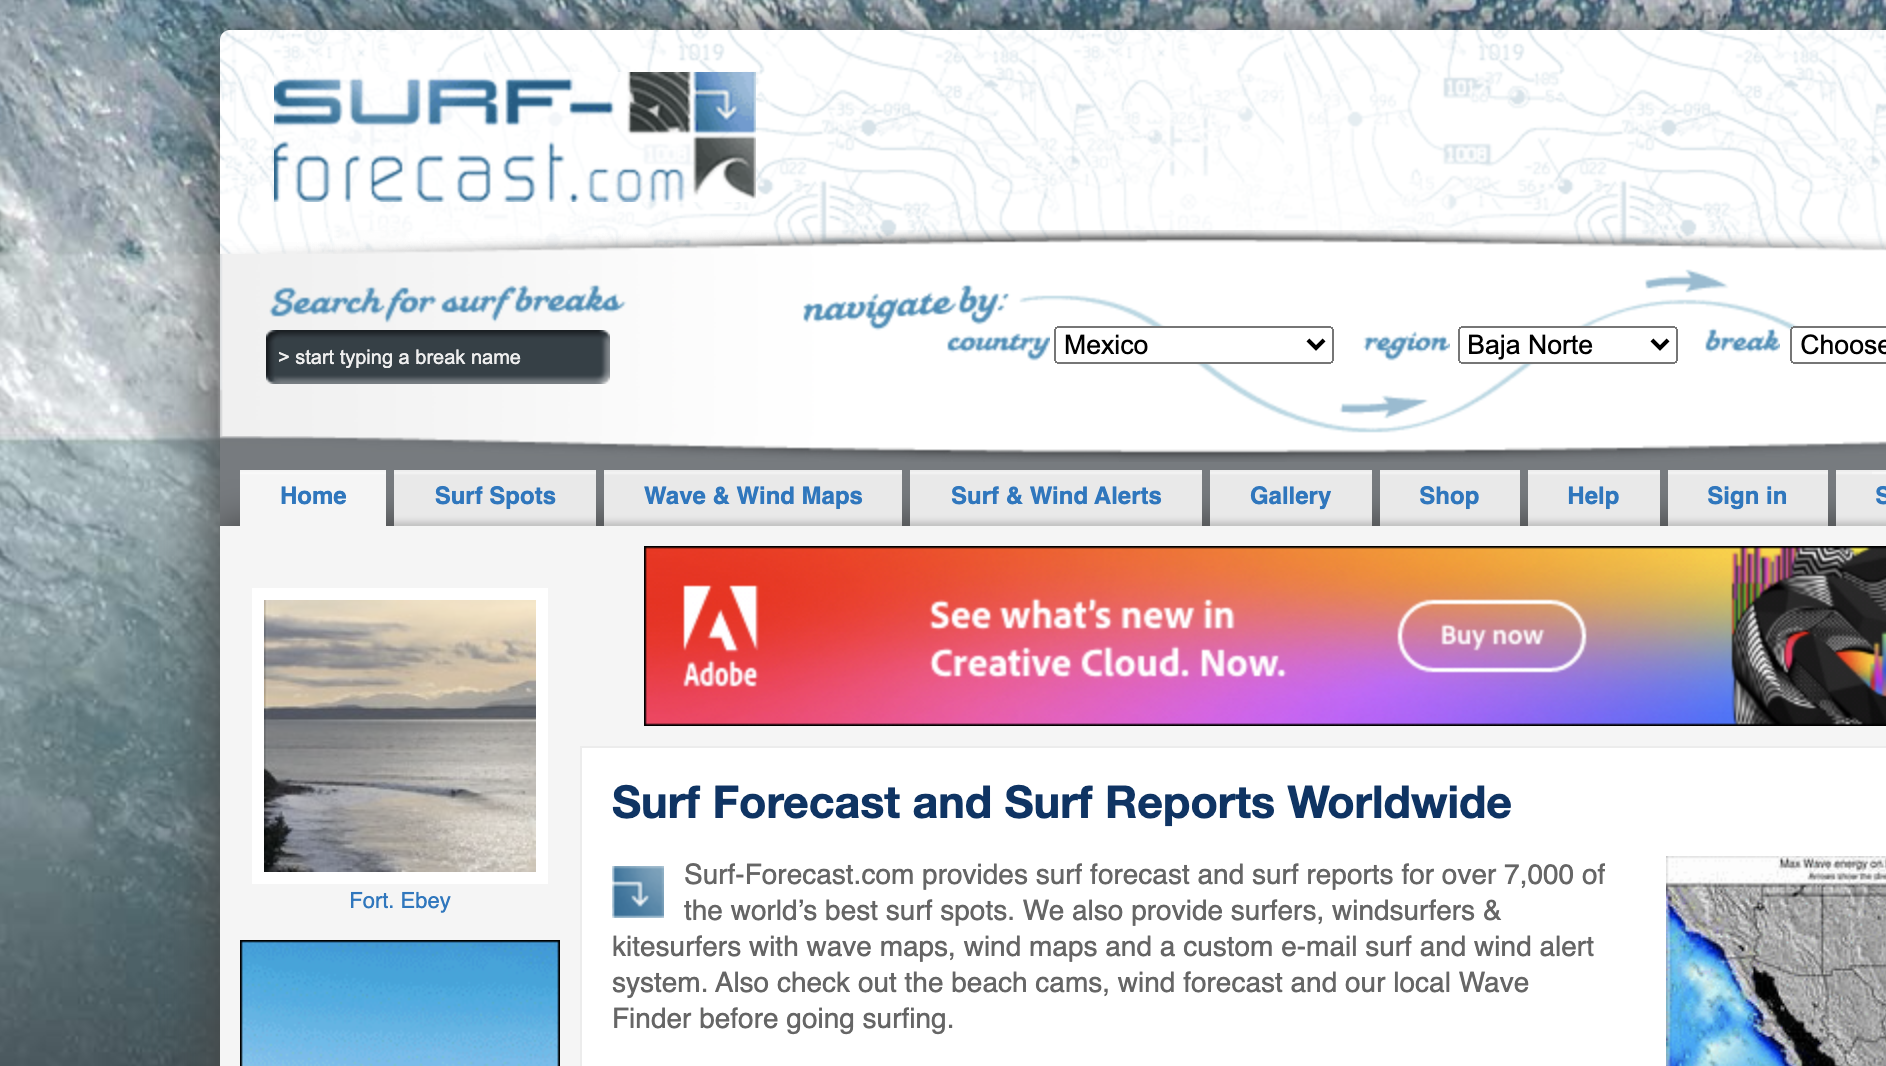 SURF-
forecast.com
Search for surf breaks
> start typing a break name
navigate by:
country Mexico region Baja Norte break Choose
Home Surf Spots Wave & Wind Maps Surf & Wind Alerts Gallery Shop Help Sign in S
Adobe
See what's new in
Creative Cloud. Now.
Buy now
Fort. Ebey
Surf Forecast and Surf Reports Worldwide
Surf-Forecast.com provides surf forecast and surf reports for over 7,000 of
the world's best surf spots. We also provide surfers, windsurfers &
kitesurfers with wave maps, wind maps and a custom e-mail surf and wind alert
system. Also check out the beach cams, wind forecast and our local Wave
Finder before going surfing.
Max Wave energy on
Arrows show the dir